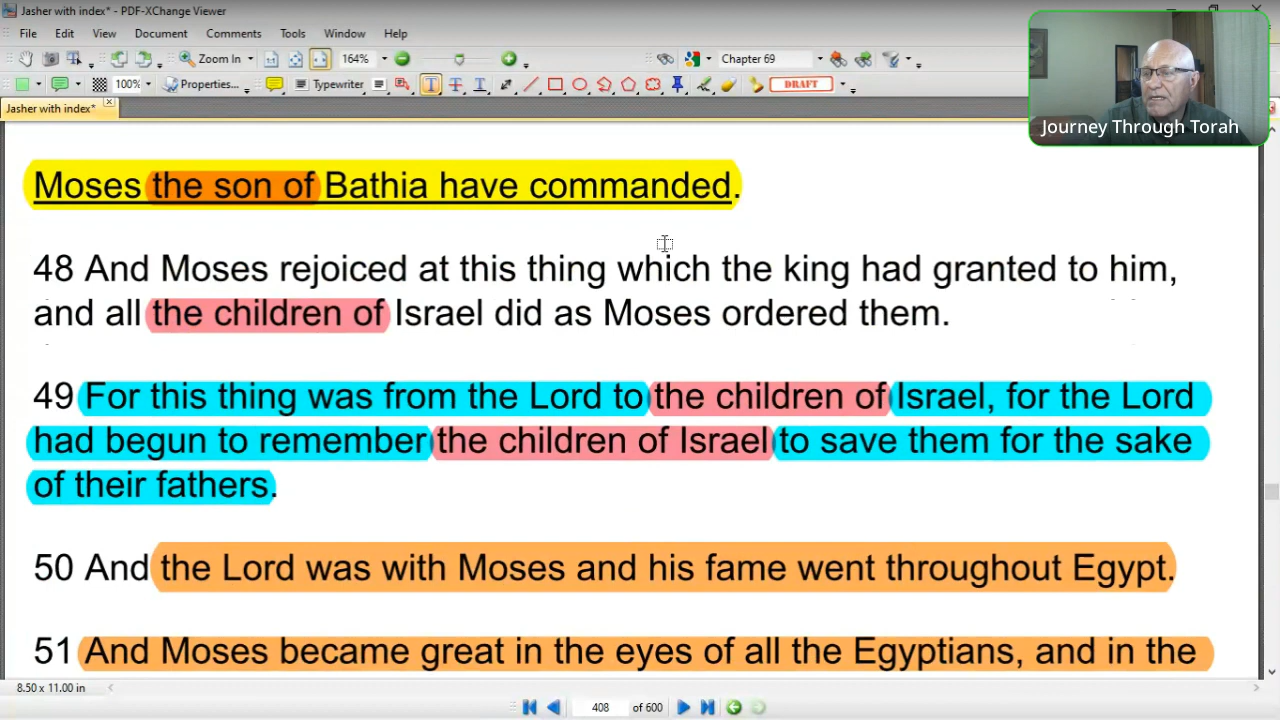 Jasher with index* - PDF-XChange Viewer
File Edit View Document Comments Tools Window Help
Zoom In 164% Chapter 69
100% Properties... Typewriter DRAFT
Jasher with index*
Journey Through Torah
Moses the son of Bathia have commanded.
48 And Moses rejoiced at this thing which the king had granted to him,
and all the children of Israel did as Moses ordered them.
49 For this thing was from the Lord to the children of Israel, for the Lord
had begun to remember the children of Israel to save them for the sake
of their fathers.
50 And the Lord was with Moses and his fame went throughout Egypt.
51 And Moses became great in the eyes of all the Egyptians, and in the
8.50 x 11.00 in
408 of 600